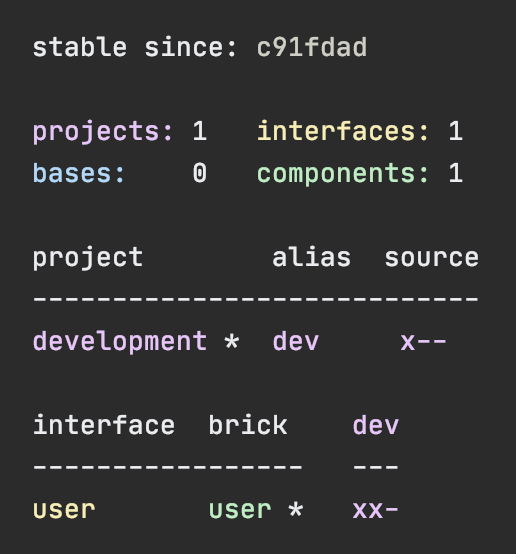 stable since: c91fdad
projects: 1   interfaces: 1
bases:    0   components: 1
project        alias  source
----------------------------
development *  dev     x--
interface  brick    dev
-----------------   ---
user       user *   xx-